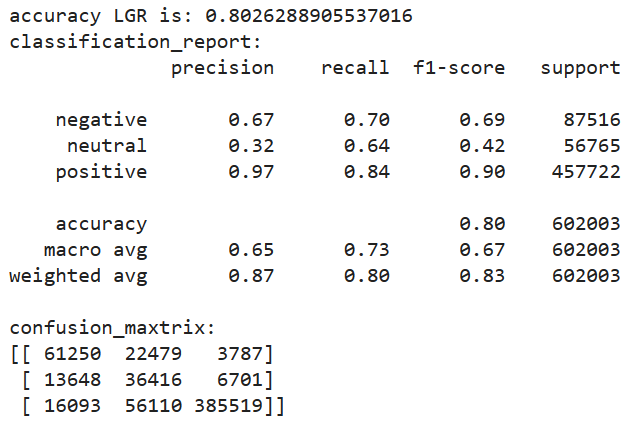 accuracy LGR is: 0.8026288905537016
classification_report:
precision recall f1-score support
negative 0.67 0.70 0.69 87516
neutral 0.32 0.64 0.42 56765
positive 0.97 0.84 0.90 457722
accuracy 0.80 602003
macro avg 0.65 0.73 0.67 602003
weighted avg 0.87 0.80 0.83 602003
confusion_maxtrix:
[[ 61250 22479 3787]
[ 13648 36416 6701]
[ 16093 56110 385519]]